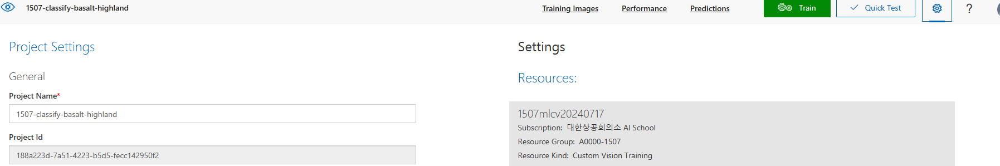 1507-classify-basalt-highland
Training Images Performance Predictions Train Quick Test ?
Project Settings
General
Project Name*
1507-classify-basalt-highland
Project Id
188a223d-7a51-4223-b5d5-fecc142950f2
Settings
Resources:
1507mlcv20240717
Subscription: 대한상공회의소 AI School
Resource Group: A0000-1507
Resource Kind: Custom Vision Training